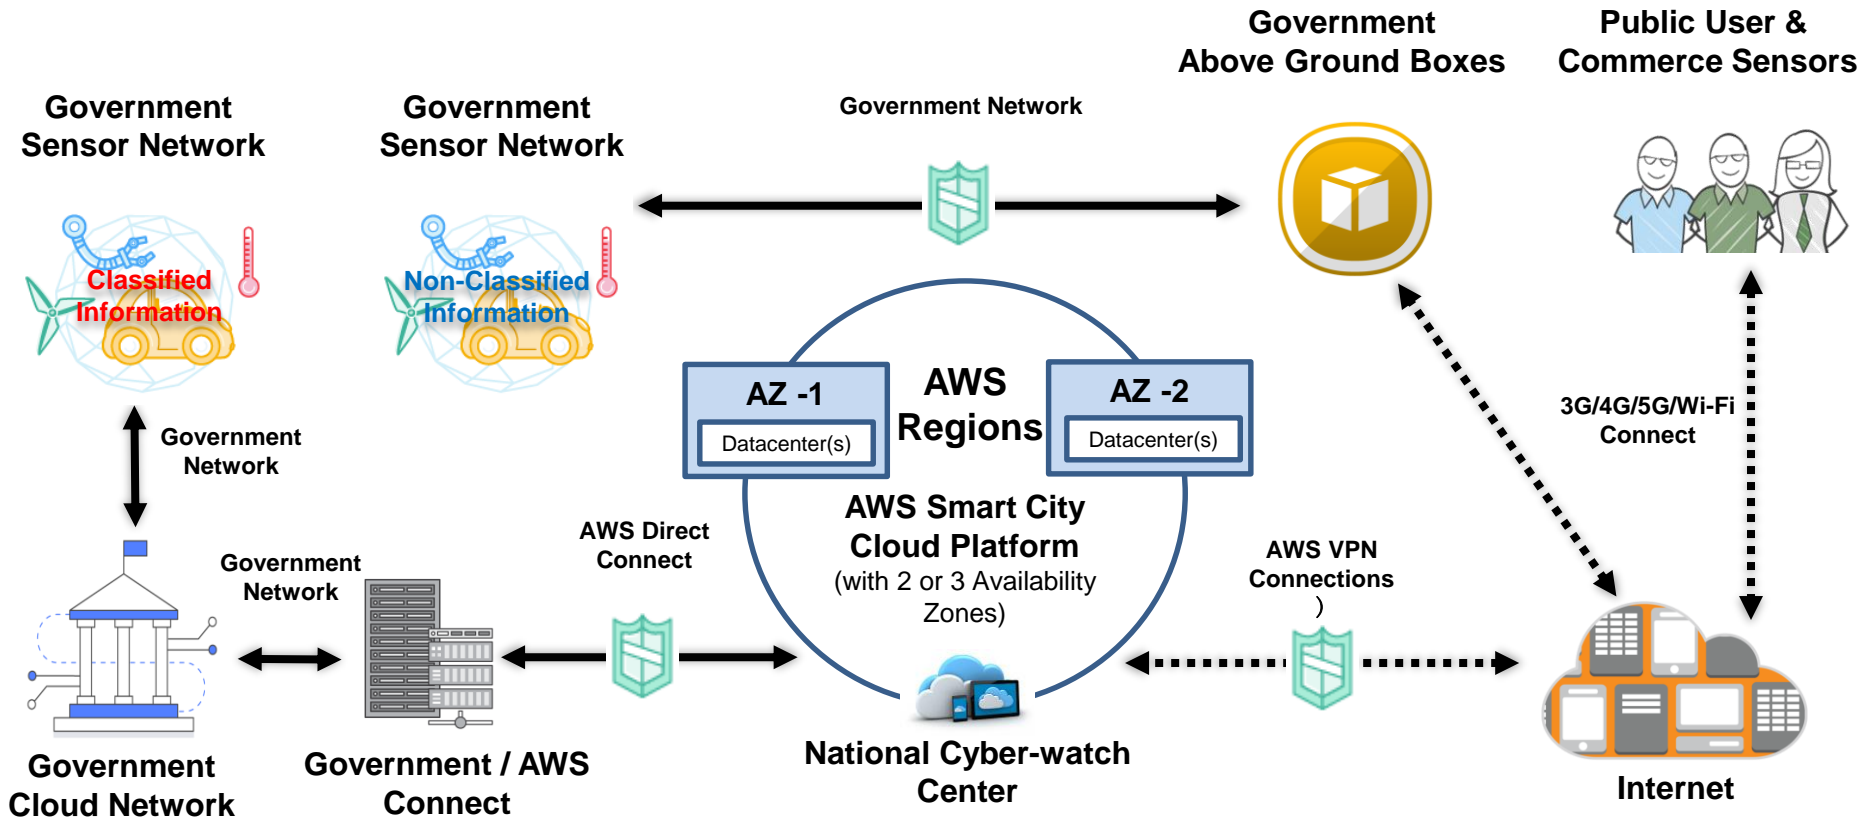 Government
Above Ground Boxes
Public User &
Commerce Sensors
Government
Sensor Network
Government
Sensor Network
Government Network
Classified
Information
Non-Classified
Information
AZ -1
Datacenter(s)
AWS
Regions
AZ -2
Datacenter(s)
3G/4G/5G/Wi-Fi
Connect
Government
Network
AWS Smart City
Cloud Platform
(with 2 or 3 Availability
Zones)
AWS Direct
Connect
AWS VPN
Connections
)
Government
Network
National Cyber-watch
Center
Government
Cloud Network
Government / AWS
Connect
Internet